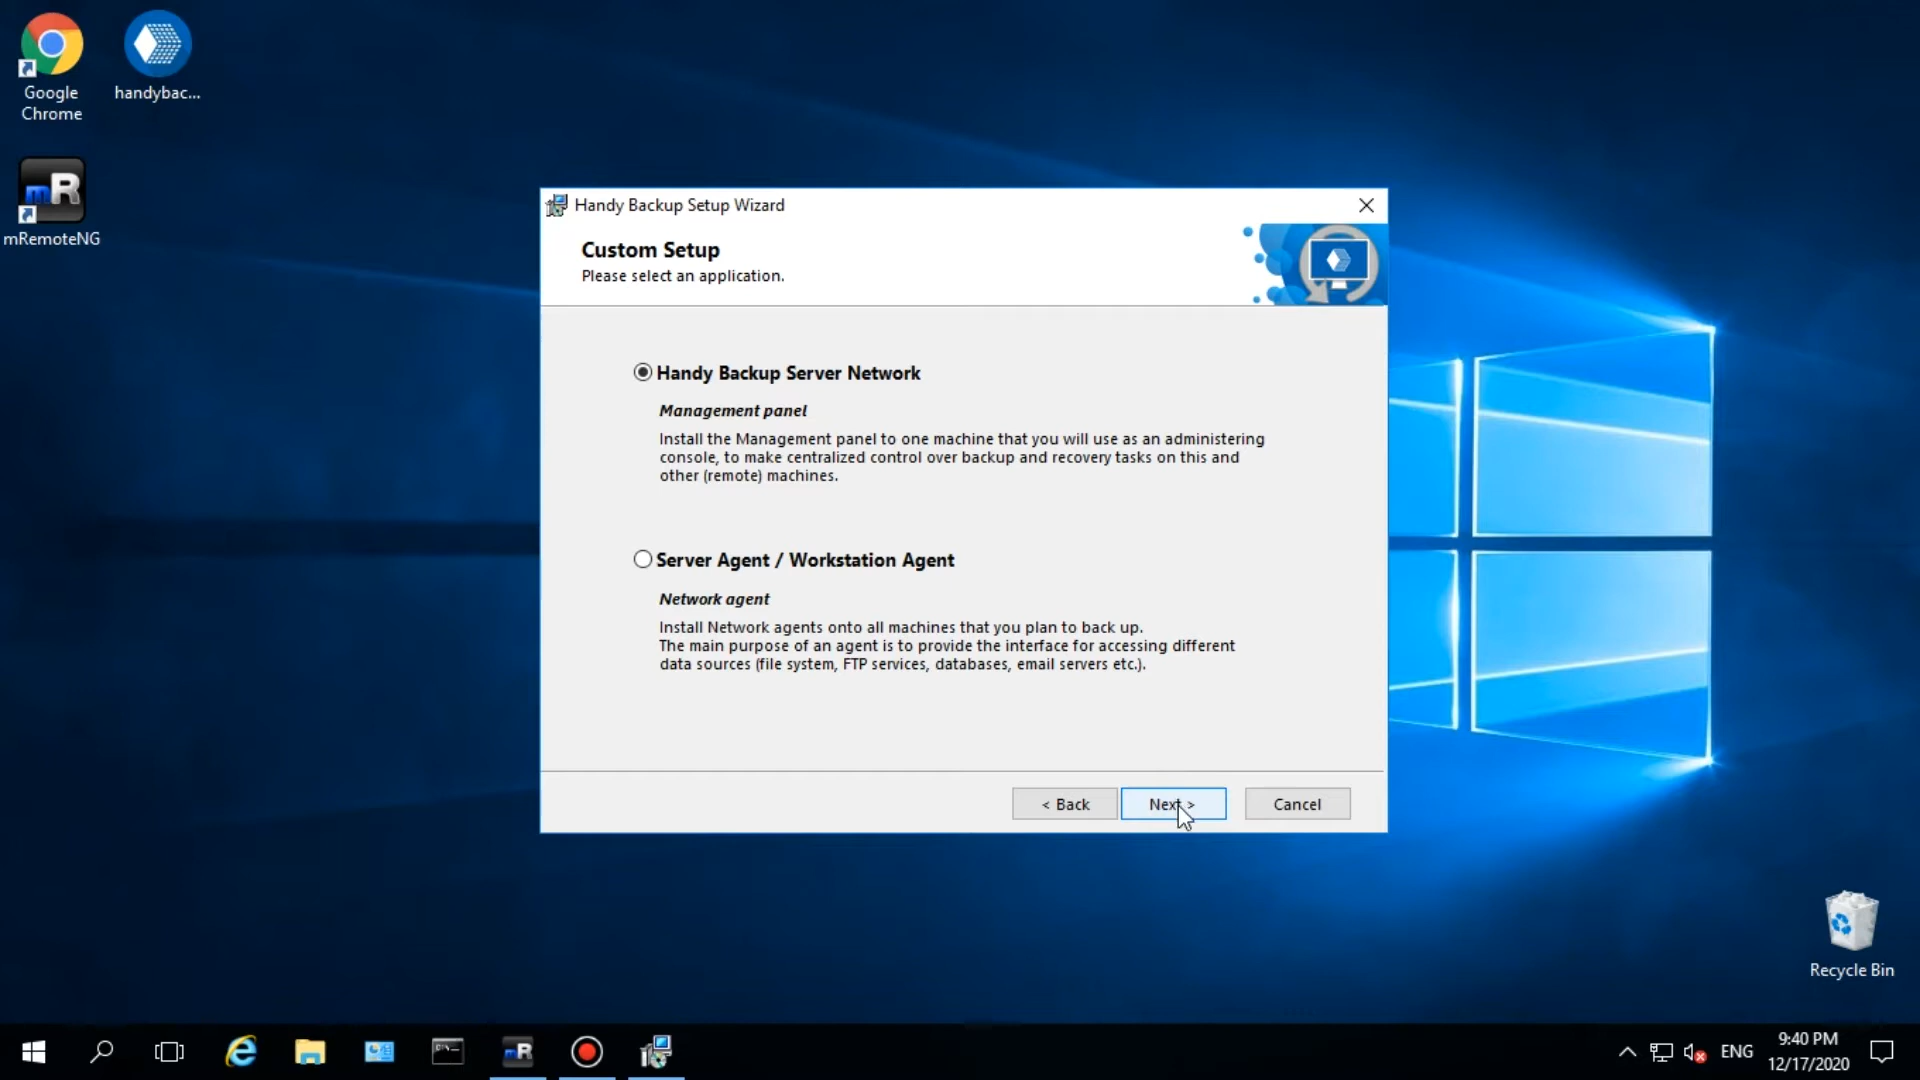 Google
Chrome
handybac...
mR
mRemoteNG
Handy Backup Setup Wizard
Custom Setup
Please select an application.
Handy Backup Server Network
Management panel
Install the Management panel to one machine that you will use as an administering
console, to make centralized control over backup and recovery tasks on this and
other (remote) machines.
Server Agent / Workstation Agent
Network agent
Install Network agents onto all machines that you plan to back up.
The main purpose of an agent is to provide the interface for accessing different
data sources (file system, FTP services, databases, email servers etc.).
< Back
Next >
Cancel
Recycle Bin
mR
ENG
9:40 PM
12/17/2020